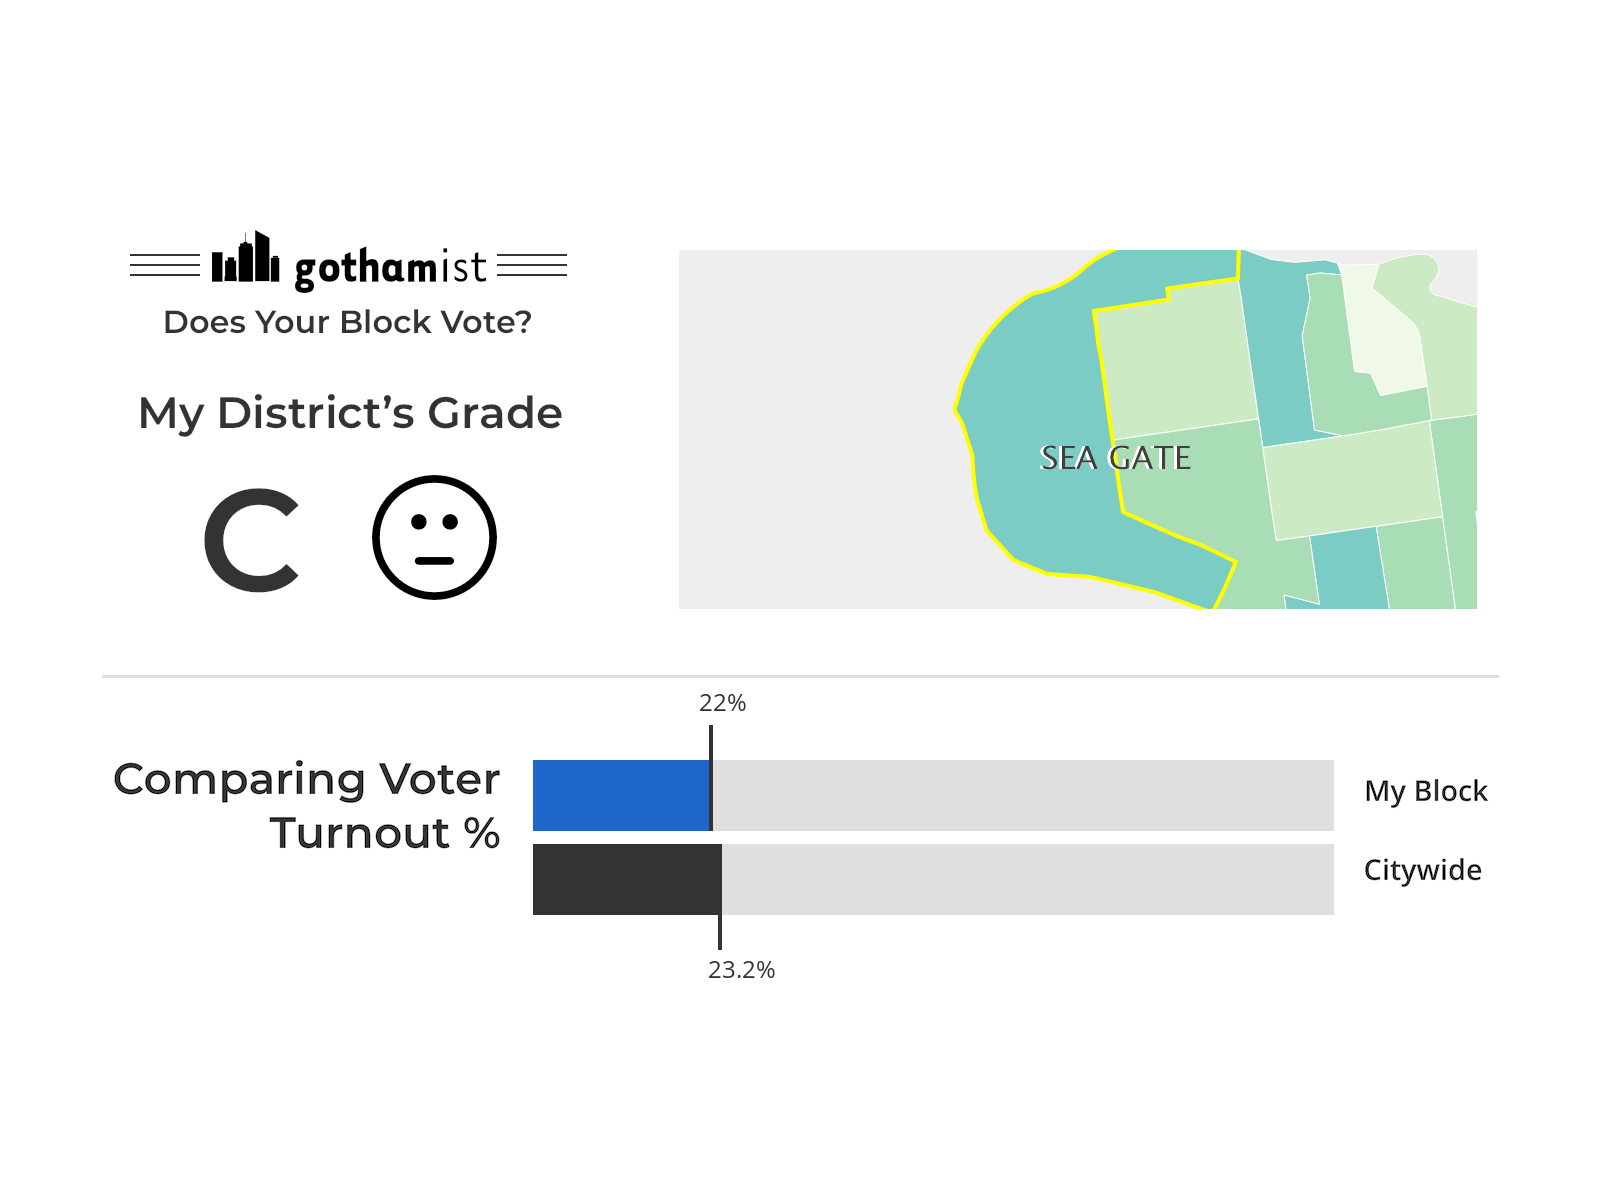 gothamist
Does Your Block Vote?
My District’s Grade
C
SEA GATE
22%
Comparing Voter
Turnout %
My Block
Citywide
23.2%